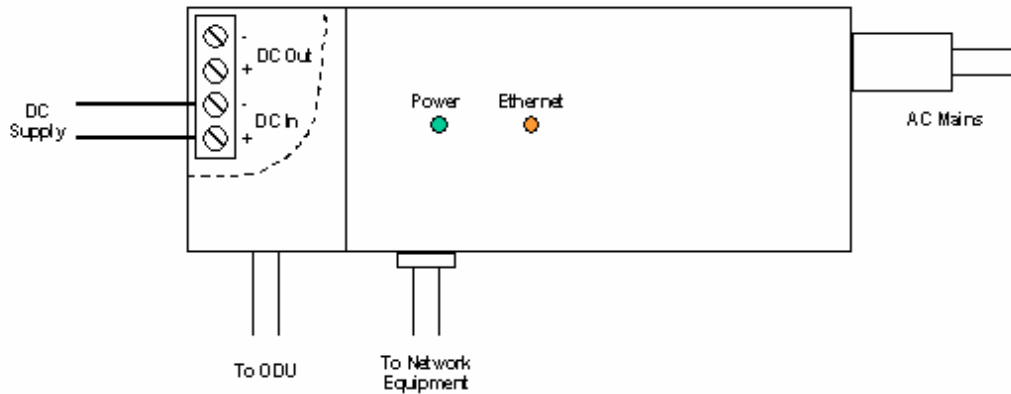 -
DC Out
+
-
DC In
+
DC
Supply
Power
Ethernet
AC Mains
To ODU
To Network
Equipment